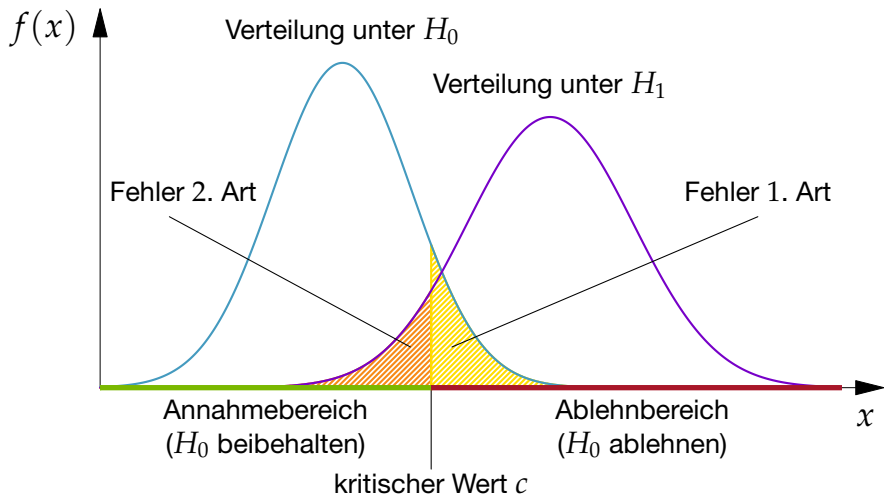 f(x)
Verteilung unter H₀
Verteilung unter H₁
Fehler 2. Art
Fehler 1. Art
Annahmebereich
(H₀ beibehalten)
Ablehnbereich
(H₀ ablehnen)
x
kritischer Wert c